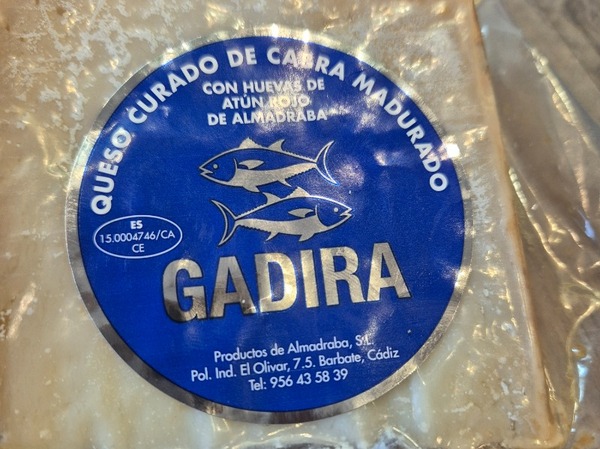 QUESO CURADO DE CABRA MADURADO
CON HUEVAS DE
ATÚN ROJO
DE ALMADRABA
ES
15.0004746/CA
CE
GADIRA
Productos de Almadraba, S.L.
Pol. Ind. El Olivar, 7.5. Barbate, Cádiz
Tel: 956 43 58 39